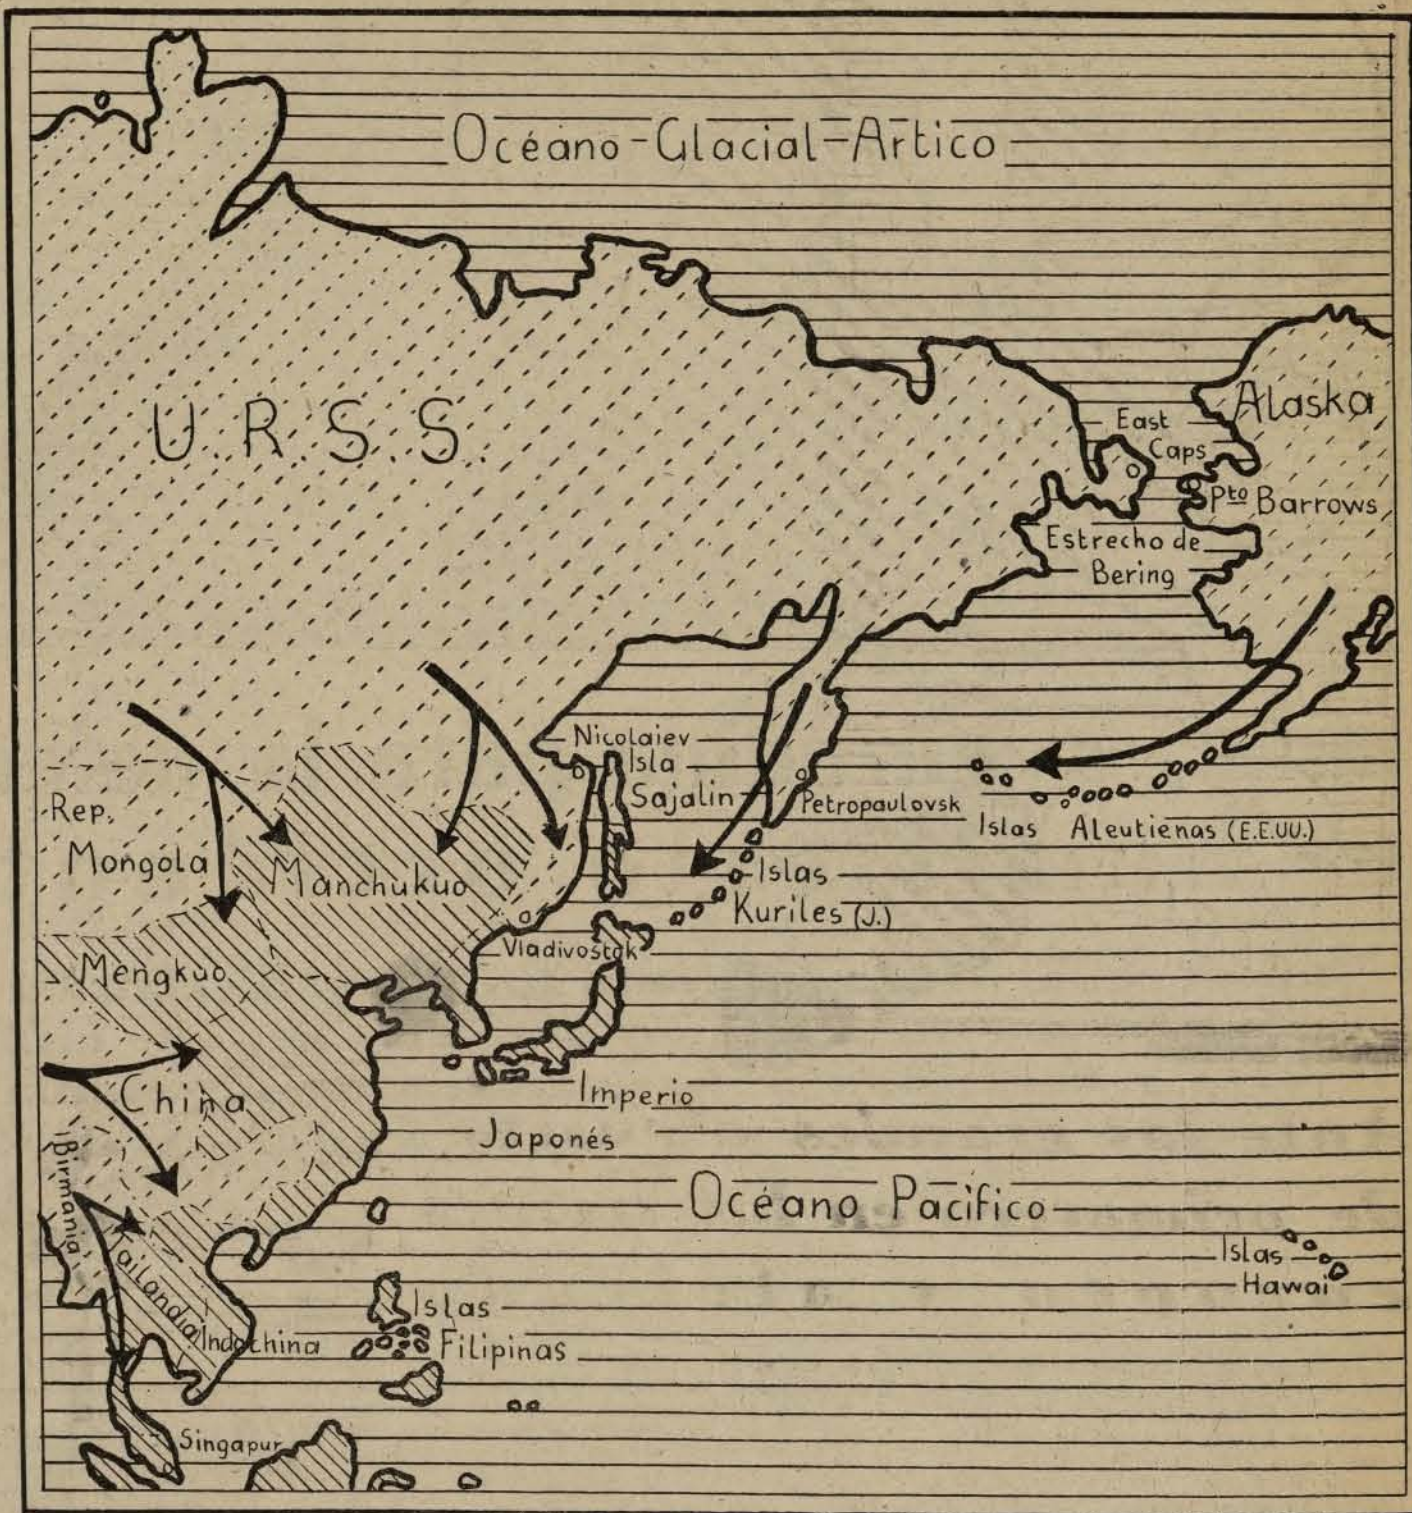 Océano-Glacial-Artico
U.R.S.S.
Alaska
East
Caps
Pto Barrows
Estrecho de
Bering
Nicolaiev
Isla
Sajalin
Petropaulovsk
Islas Aleutienas (E.E.UU.)
Rep.
Mongola
Manchukuo
Islas
Kuriles (J.)
Vladivostok
Mengkuo
Imperio
Japonés
China
Birmania
Océano Pacífico
Tailandia
Indochina
Islas
Filipinas
Islas
Hawai
Singapur